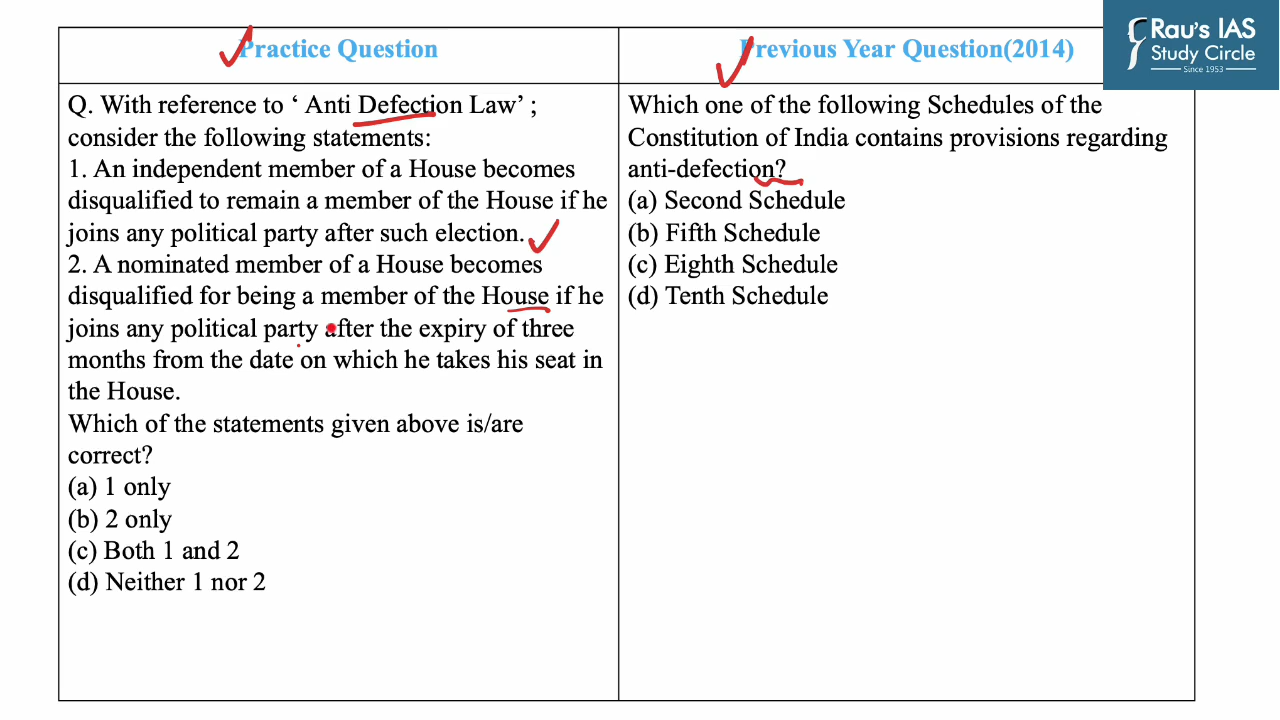 Rau's IAS
Study Circle
Since 1953
Practice Question
Previous Year Question(2014)
Q. With reference to ‘ Anti Defection Law’ ;
consider the following statements:
1. An independent member of a House becomes
disqualified to remain a member of the House if he
joins any political party after such election.
2. A nominated member of a House becomes
disqualified for being a member of the House if he
joins any political party after the expiry of three
months from the date on which he takes his seat in
the House.
Which of the statements given above is/are
correct?
(a) 1 only
(b) 2 only
(c) Both 1 and 2
(d) Neither 1 nor 2
Which one of the following Schedules of the
Constitution of India contains provisions regarding
anti-defection?
(a) Second Schedule
(b) Fifth Schedule
(c) Eighth Schedule
(d) Tenth Schedule